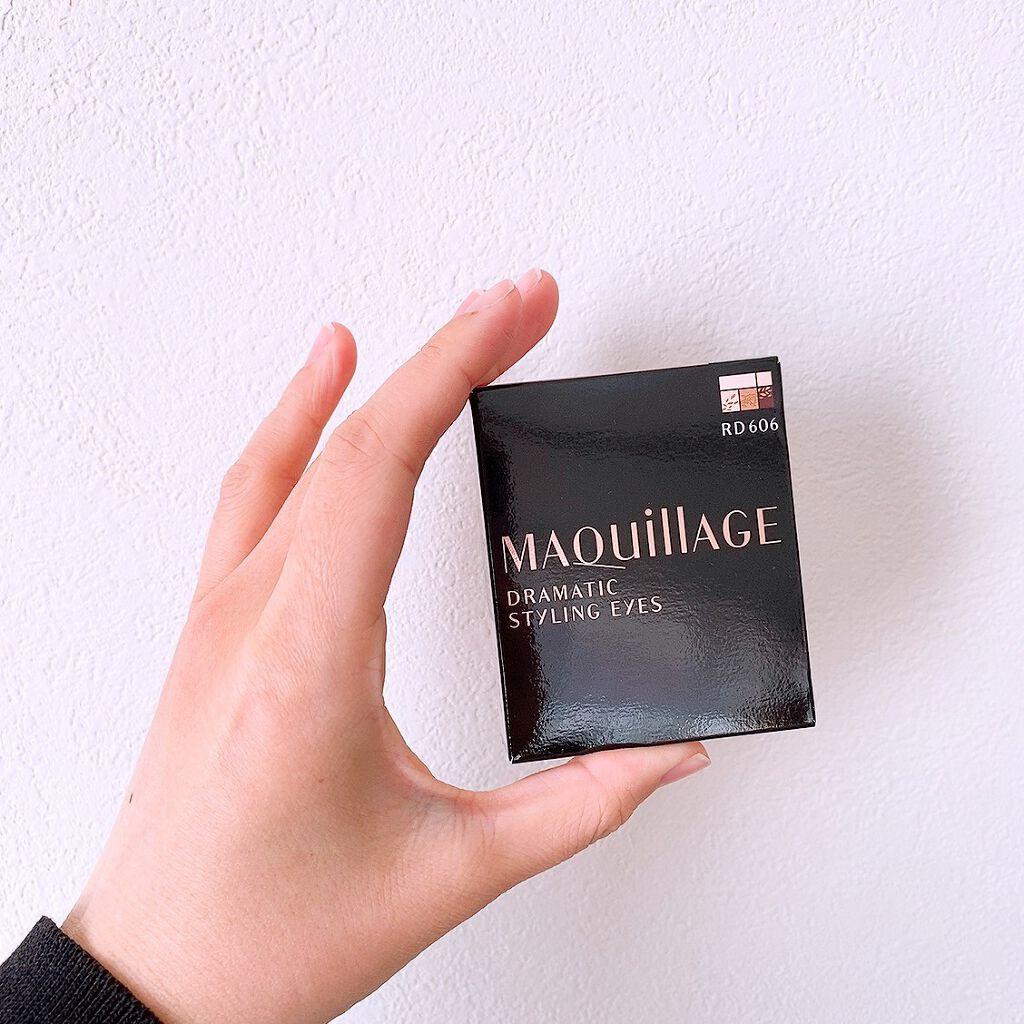 RD 606
MAQuillAGE
DRAMATIC
STYLING EYES